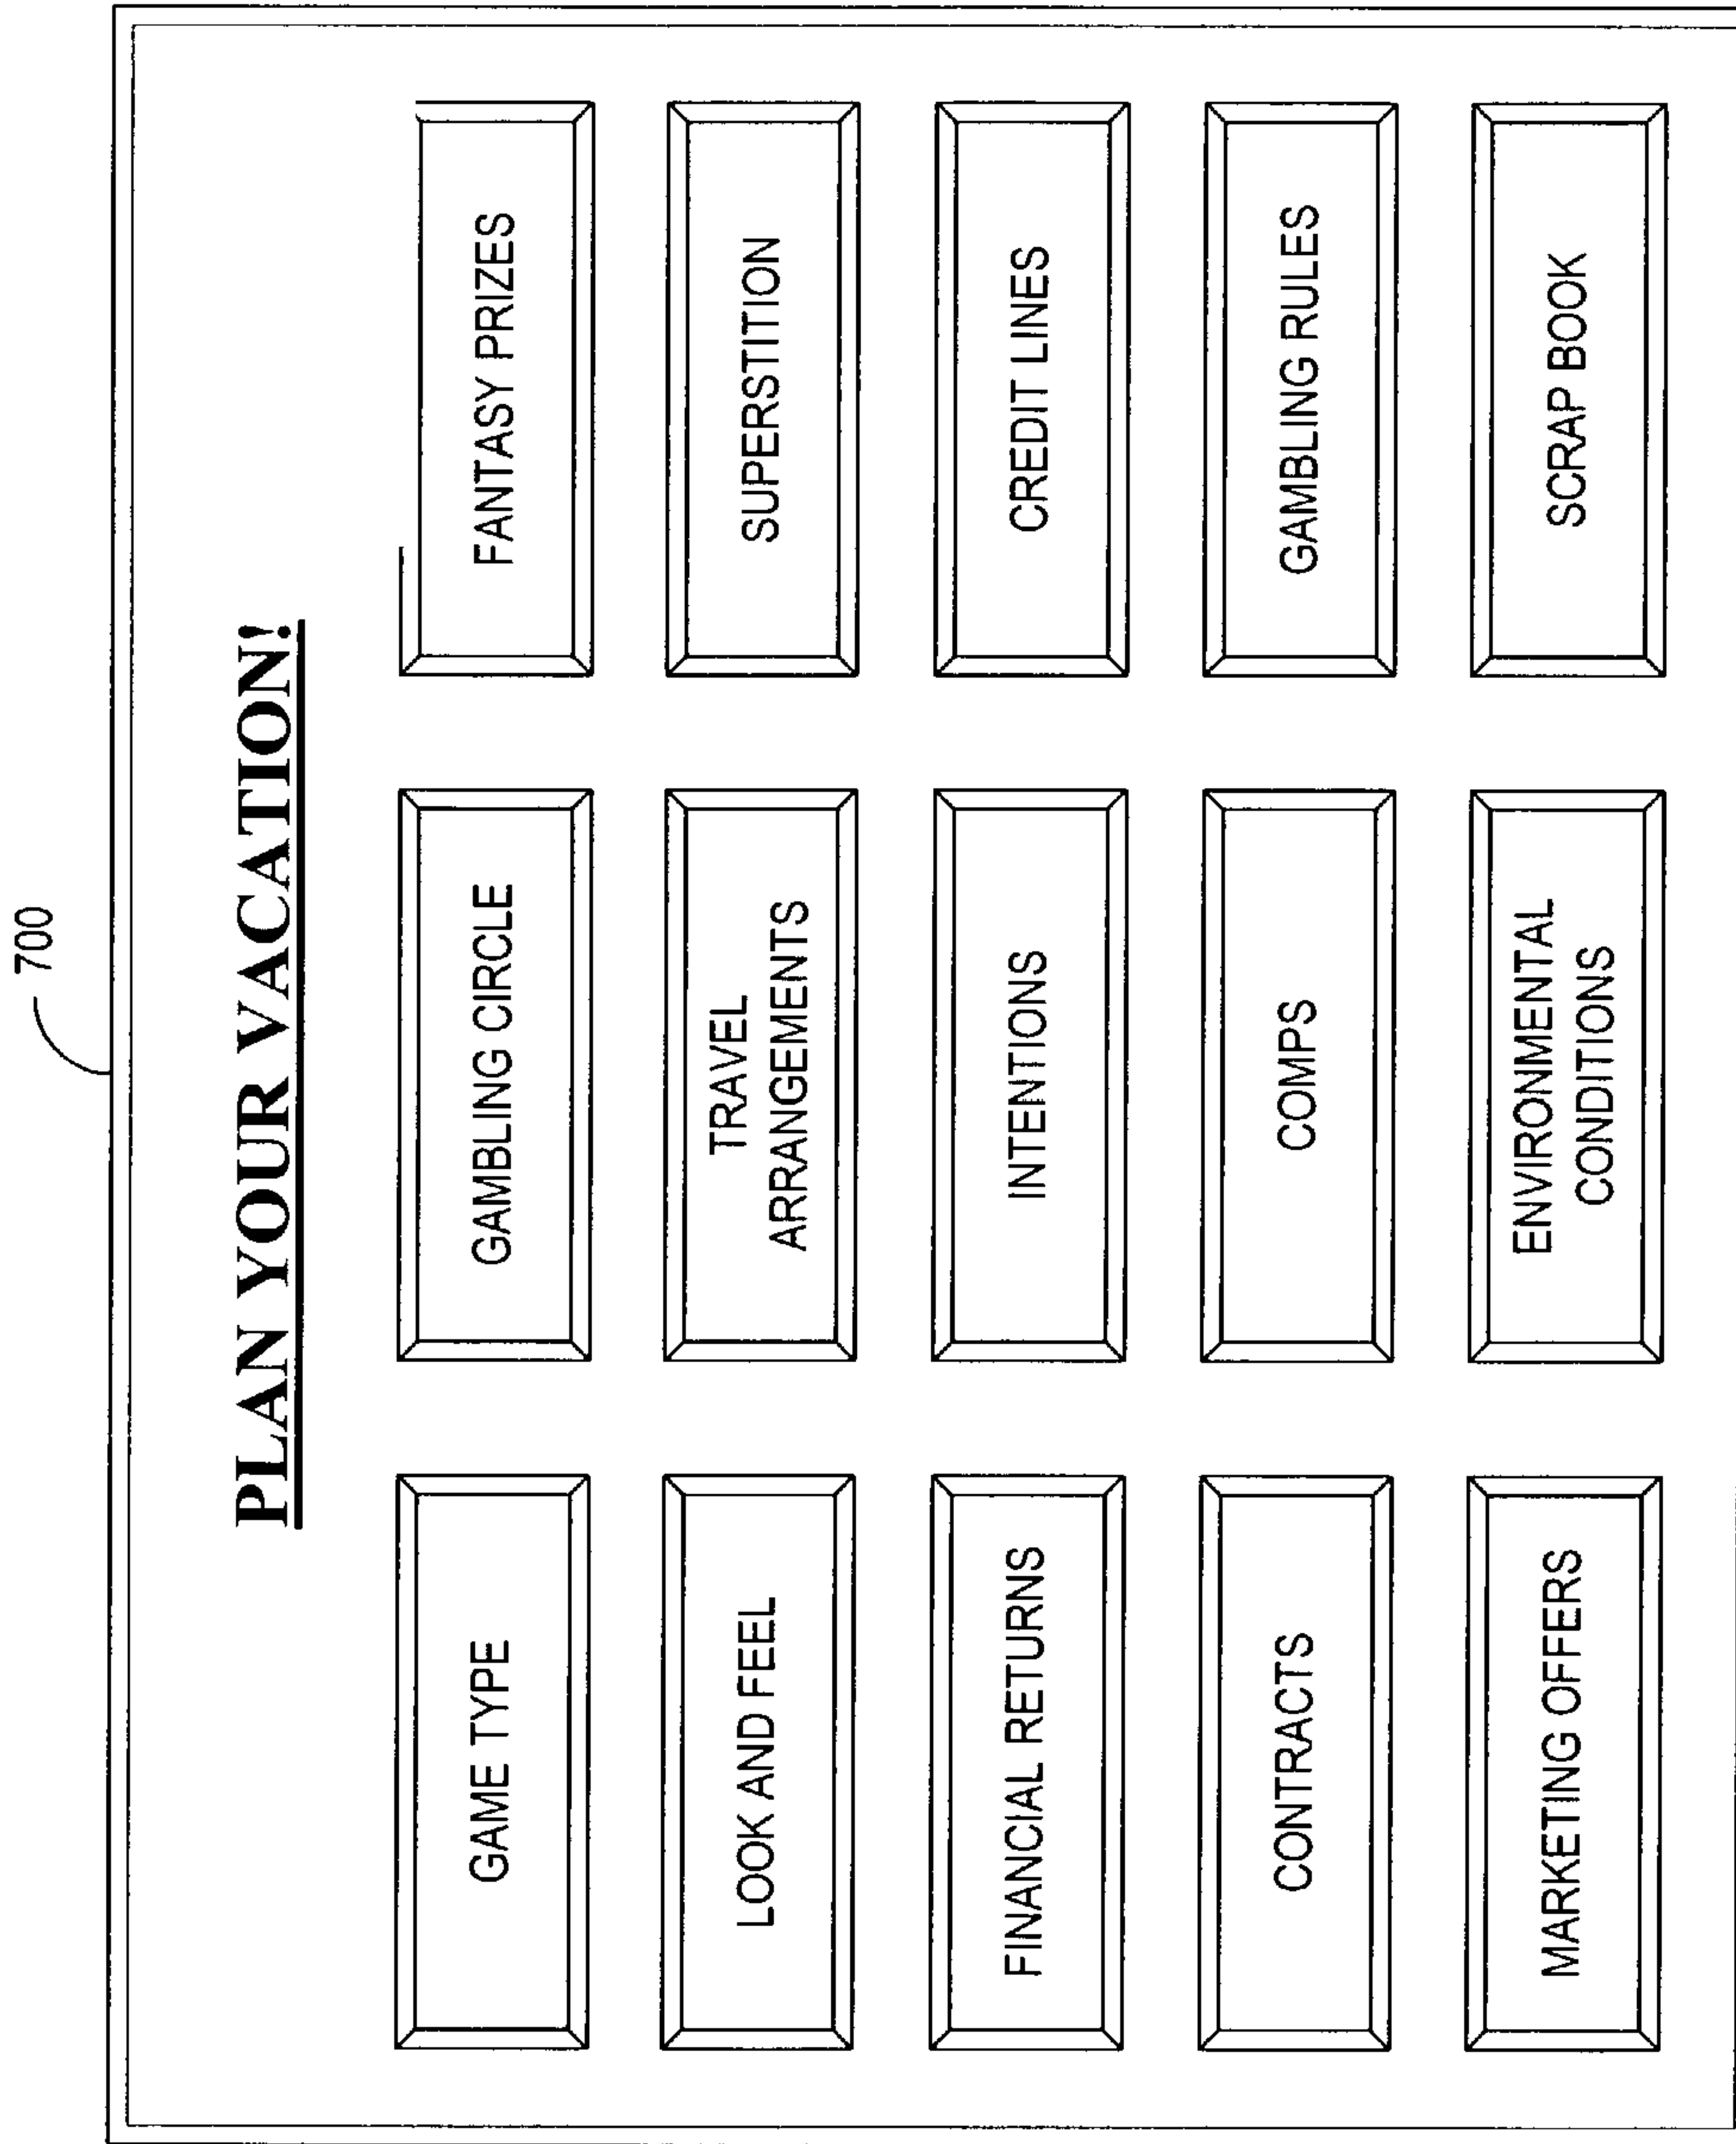 700
PLAN YOUR VACATION!
GAME TYPE
GAMBLING CIRCLE
FANTASY PRIZES
LOOK AND FEEL
TRAVEL
ARRANGEMENTS
SUPERSTITION
FINANCIAL RETURNS
INTENTIONS
CREDIT LINES
CONTRACTS
COMPS
GAMBLING RULES
MARKETING OFFERS
ENVIRONMENTAL
CONDITIONS
SCRAP BOOK